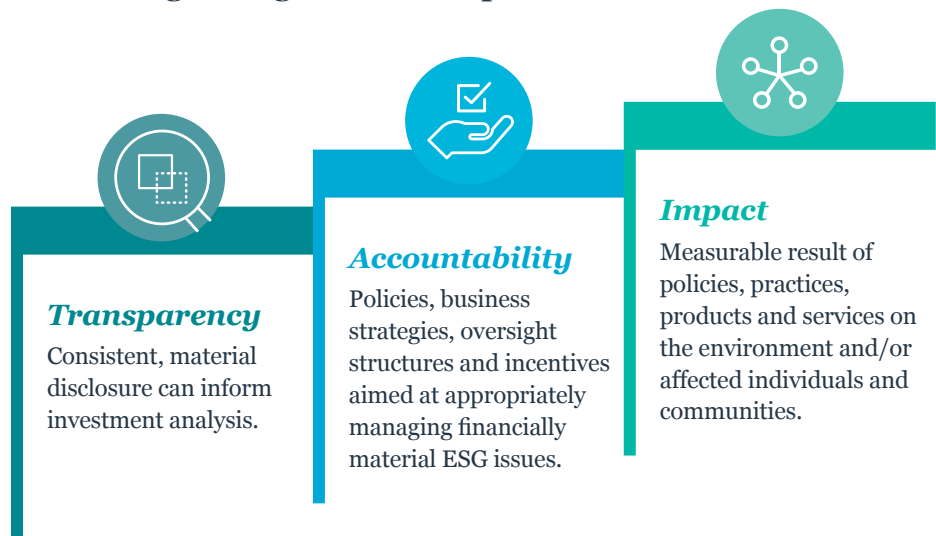 Transparency
Consistent, material
disclosure can inform
investment analysis.
Accountability
Policies, business
strategies, oversight
structures and incentives
aimed at appropriately
managing financially
material ESG issues.
Impact
Measurable result of
policies, practices,
products and services on
the environment and/or
affected individuals and
communities.